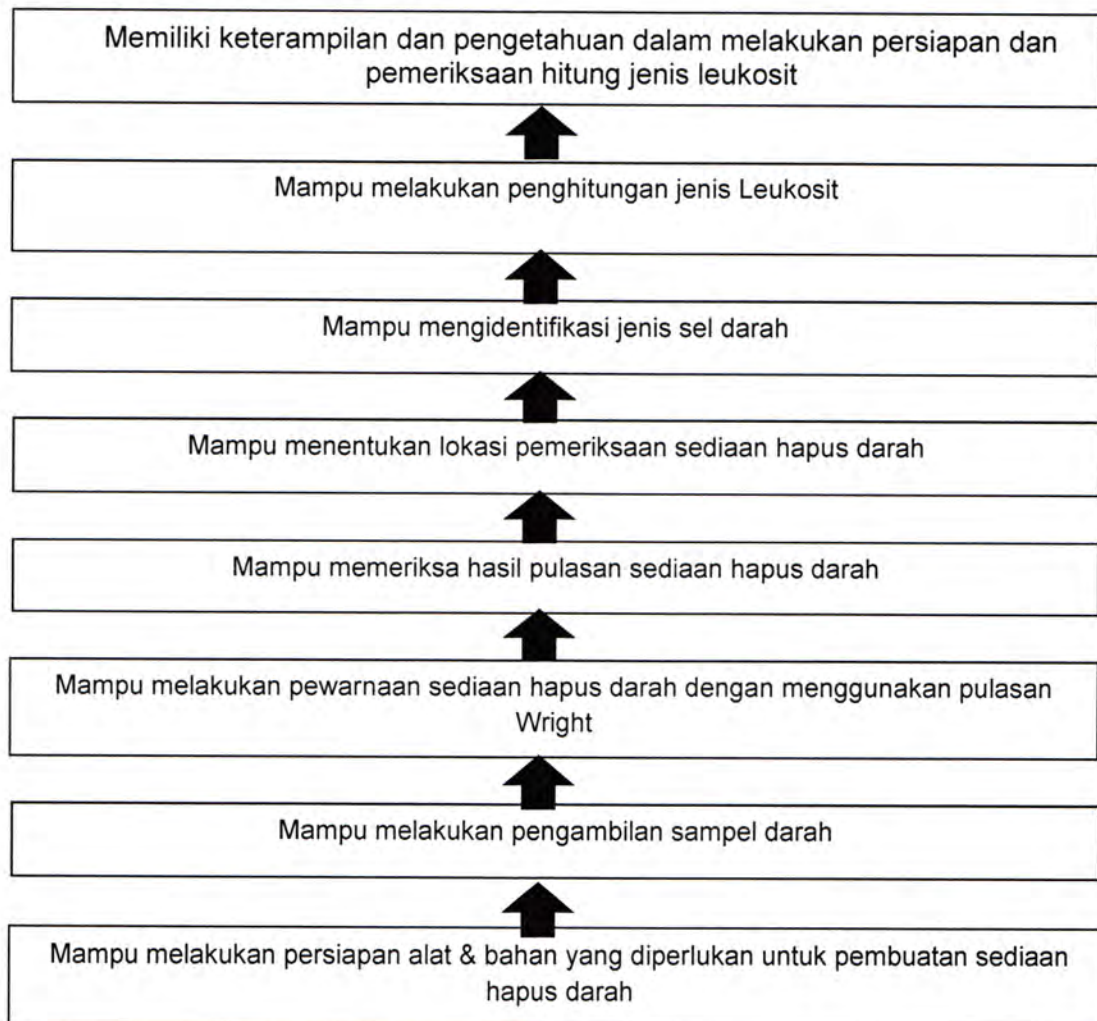 Memiliki keterampilan dan pengetahuan dalam melakukan persiapan dan
pemeriksaan hitung jenis leukosit
Mampu melakukan penghitungan jenis Leukosit
Mampu mengidentifikasi jenis sel darah
Mampu menentukan lokasi pemeriksaan sediaan hapus darah
Mampu memeriksa hasil pulasan sediaan hapus darah
Mampu melakukan pewarnaan sediaan hapus darah dengan menggunakan pulasan
Wright
Mampu melakukan pengambilan sampel darah
Mampu melakukan persiapan alat & bahan yang diperlukan untuk pembuatan sediaan
hapus darah